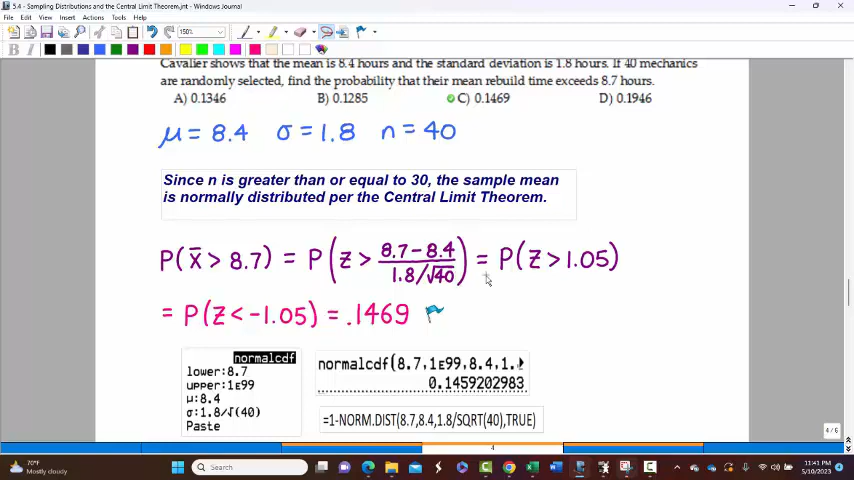 5.4 - Sampling Distributions and the Central Limit Theorem.jnt - Windows Journal
File Edit View Insert Actions Tools Help
150%
B I
Cavalier shows that the mean is 8.4 hours and the standard deviation is 1.8 hours. If 40 mechanics
are randomly selected, find the probability that their mean rebuild time exceeds 8.7 hours.
A) 0.1346 B) 0.1285 C) 0.1469 D) 0.1946
μ = 8.4 σ = 1.8 n = 40
Since n is greater than or equal to 30, the sample mean
is normally distributed per the Central Limit Theorem.
P(x̄ > 8.7) = P(z > (8.7-8.4)/(1.8/√40)) = P(z > 1.05)
= P(z < -1.05) = .1469
normalcdf
lower:8.7
upper:1E99
μ:8.4
σ:1.8/√(40)
Paste
normalcdf(8.7,1E99,8.4,1.
0.1459202983
=1-NORM.DIST(8.7,8.4,1.8/SQRT(40),TRUE)
4 / 6
4
70°F
Mostly cloudy
Search
11:41 PM
5/10/2023